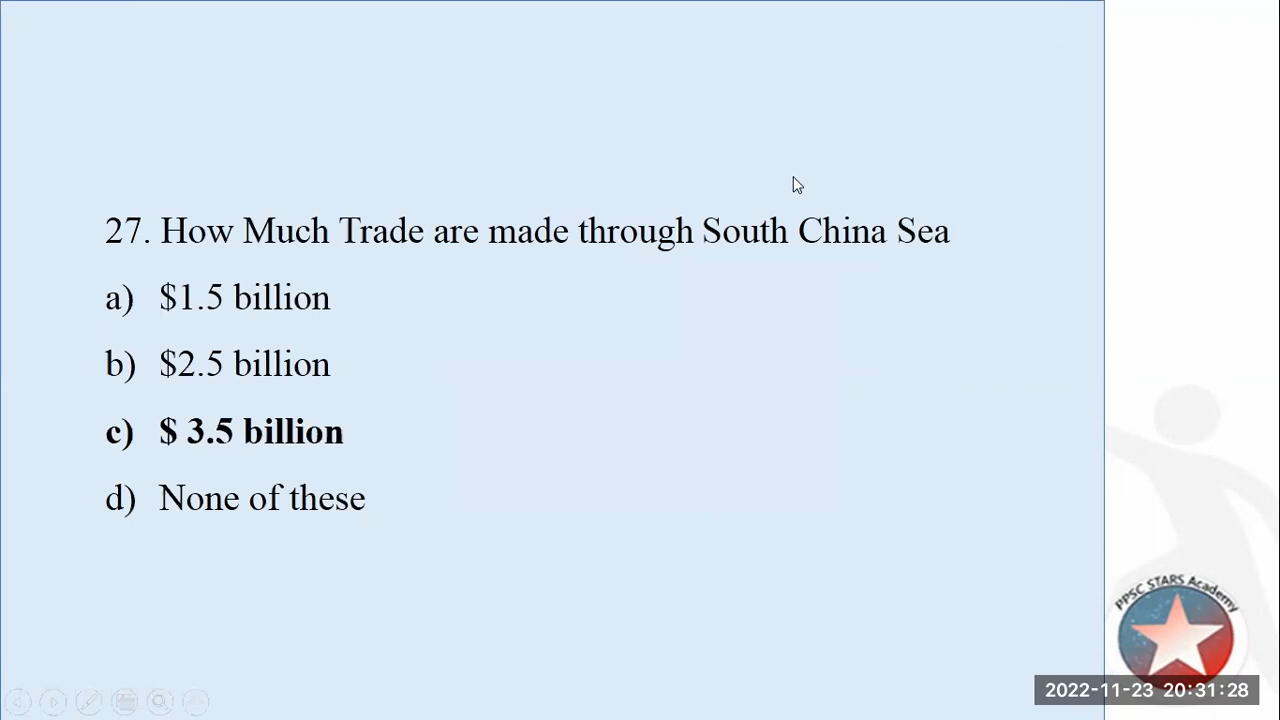 27. How Much Trade are made through South China Sea
a) $1.5 billion
b) $2.5 billion
c) $ 3.5 billion
d) None of these
PPSC STARS Academy
2022-11-23 20:31:28